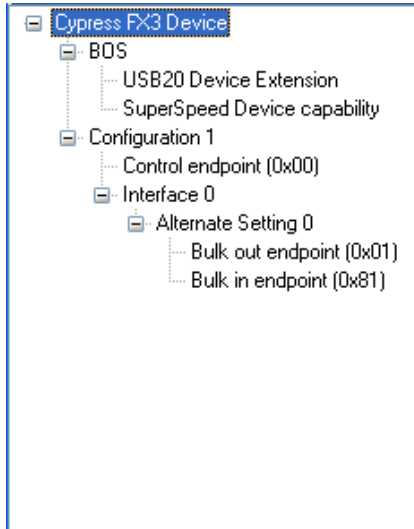 Cypress FX3 Device
BOS
USB20 Device Extension
SuperSpeed Device capability
Configuration 1
Control endpoint (0x00)
Interface 0
Alternate Setting 0
Bulk out endpoint (0x01)
Bulk in endpoint (0x81)